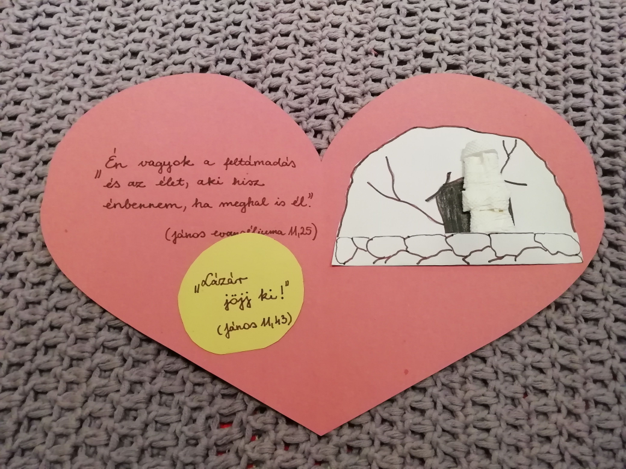 „Én vagyok a feltámadás
és az élet, aki hisz
énbennem, ha meghal is él."
(János evangéliuma 11,25)
„Lázár
jöjj ki!"
(János 11,43)